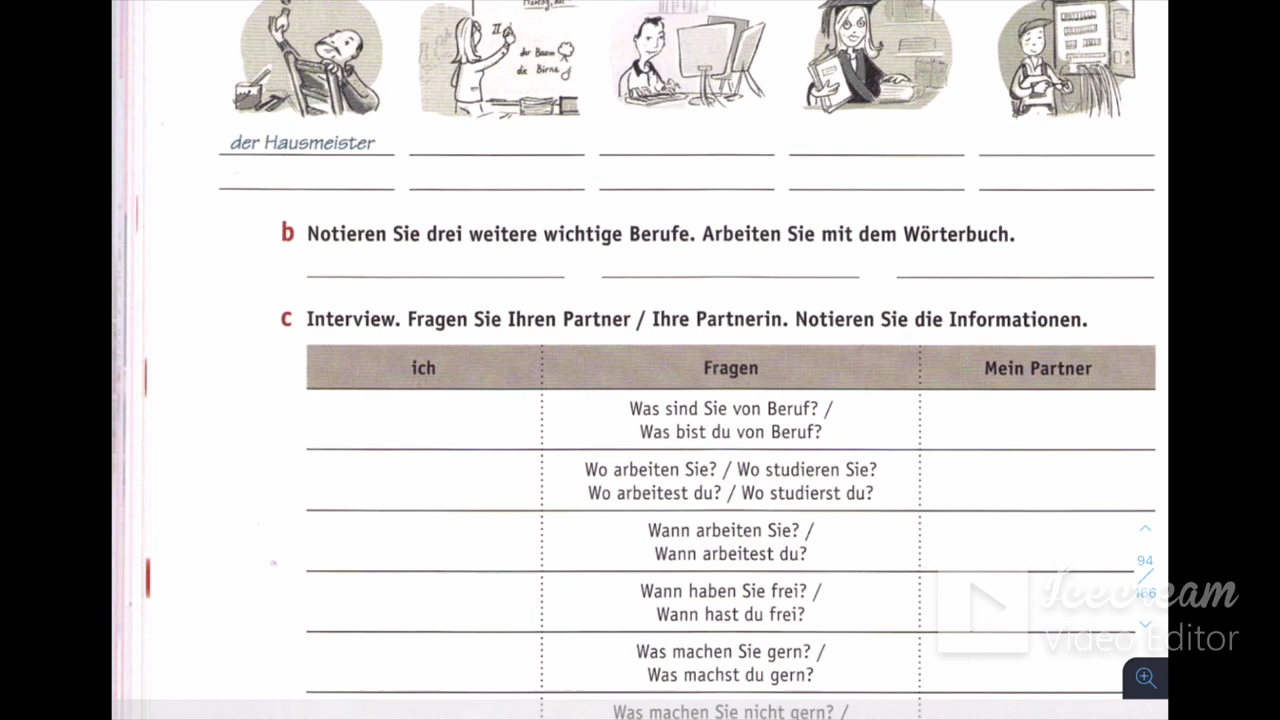 II
der Baum
die Birne
der Hausmeister
b Notieren Sie drei weitere wichtige Berufe. Arbeiten Sie mit dem Wörterbuch.
c Interview. Fragen Sie Ihren Partner / Ihre Partnerin. Notieren Sie die Informationen.
ich Fragen Mein Partner
Was sind Sie von Beruf? /
Was bist du von Beruf?
Wo arbeiten Sie? / Wo studieren Sie?
Wo arbeitest du? / Wo studierst du?
Wann arbeiten Sie? /
Wann arbeitest du?
Wann haben Sie frei? /
Wann hast du frei?
Was machen Sie gern? /
Was machst du gern?
Was machen Sie nicht gern? /
94
166
Icecream
Video Editor